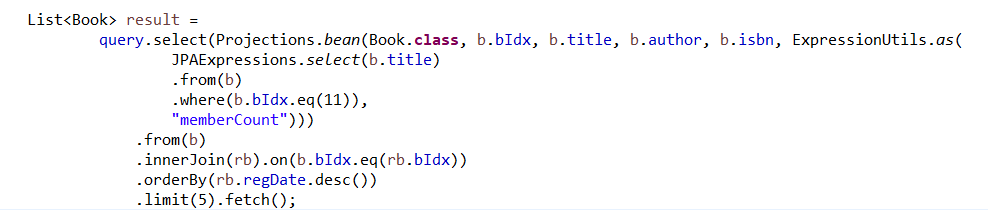 List<Book> result =
query.select(Projections.bean(Book.class, b.bIdx, b.title, b.author, b.isbn, ExpressionUtils.as(
JPAExpressions.select(b.title)
.from(b)
.where(b.bIdx.eq(11)),
"memberCount")))
.from(b)
.innerJoin(rb).on(b.bIdx.eq(rb.bIdx))
.orderBy(rb.regDate.desc())
.limit(5).fetch();